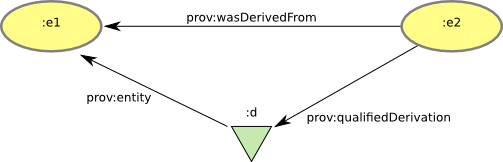 prov:wasDerivedFrom
:e1
:e2
prov:entity
:d
prov:qualifiedDerivation